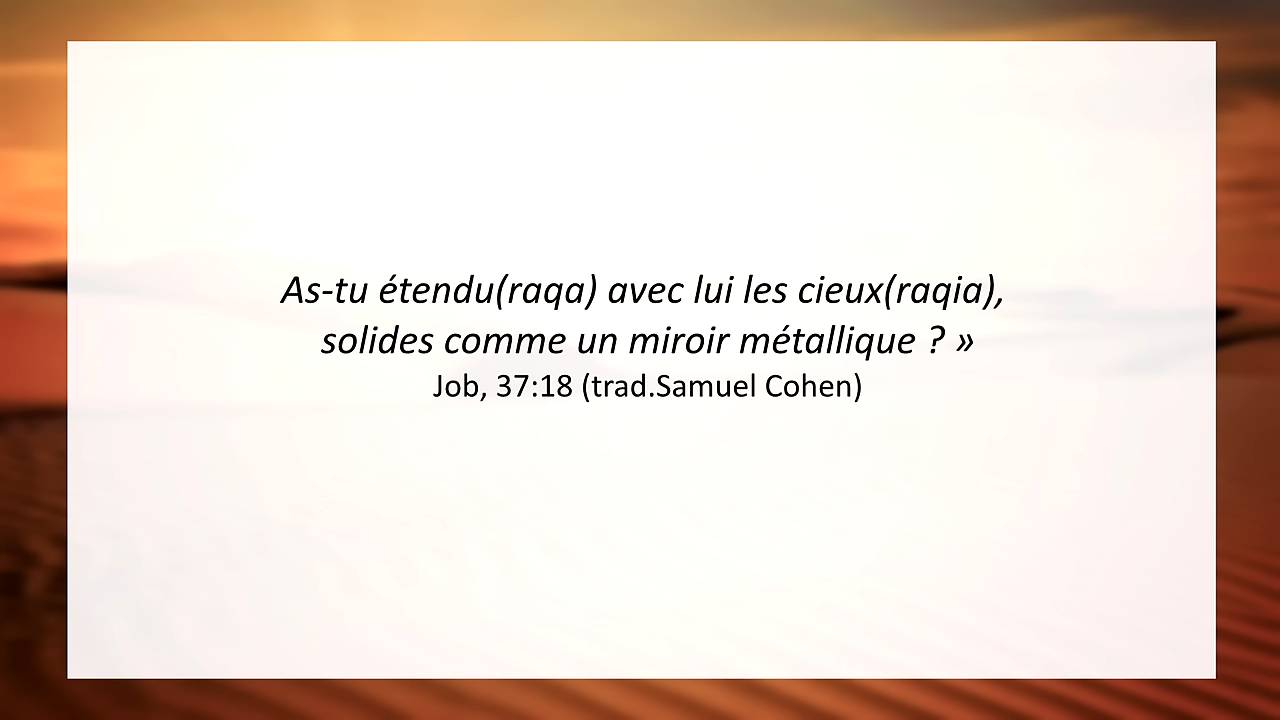 As-tu étendu(raqa) avec lui les cieux(raqia),
solides comme un miroir métallique ? »
Job, 37:18 (trad.Samuel Cohen)